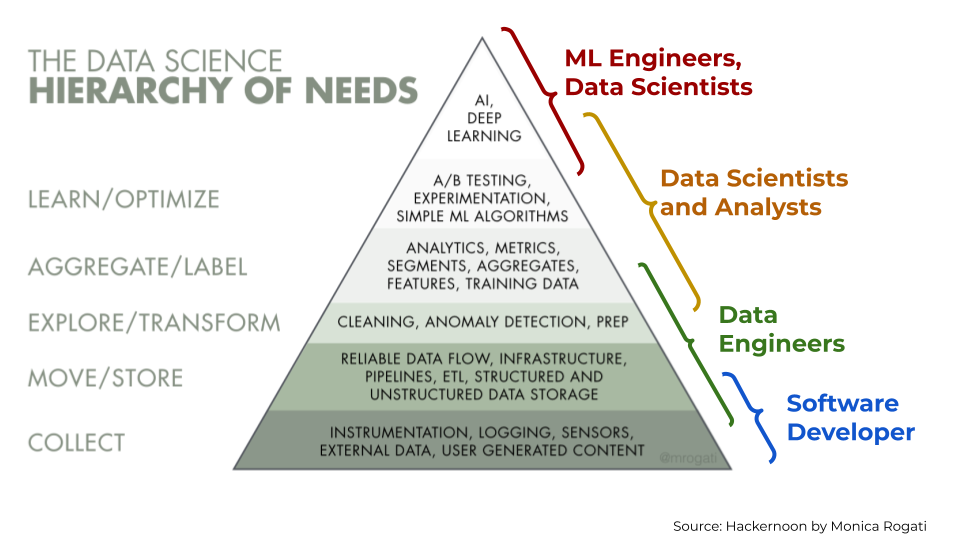 THE DATA SCIENCE
HIERARCHY OF NEEDS
AI,
DEEP
LEARNING
LEARN/OPTIMIZE
A/B TESTING,
EXPERIMENTATION,
SIMPLE ML ALGORITHMS
AGGREGATE/LABEL
ANALYTICS, METRICS,
SEGMENTS, AGGREGATES,
FEATURES, TRAINING DATA
EXPLORE/TRANSFORM
CLEANING, ANOMALY DETECTION, PREP
MOVE/STORE
RELIABLE DATA FLOW, INFRASTRUCTURE,
PIPELINES, ETL, STRUCTURED AND
UNSTRUCTURED DATA STORAGE
COLLECT
INSTRUMENTATION, LOGGING, SENSORS,
EXTERNAL DATA, USER GENERATED CONTENT
@mrogati
ML Engineers,
Data Scientists
Data Scientists
and Analysts
Data
Engineers
Software
Developer
Source: Hackernoon by Monica Rogati